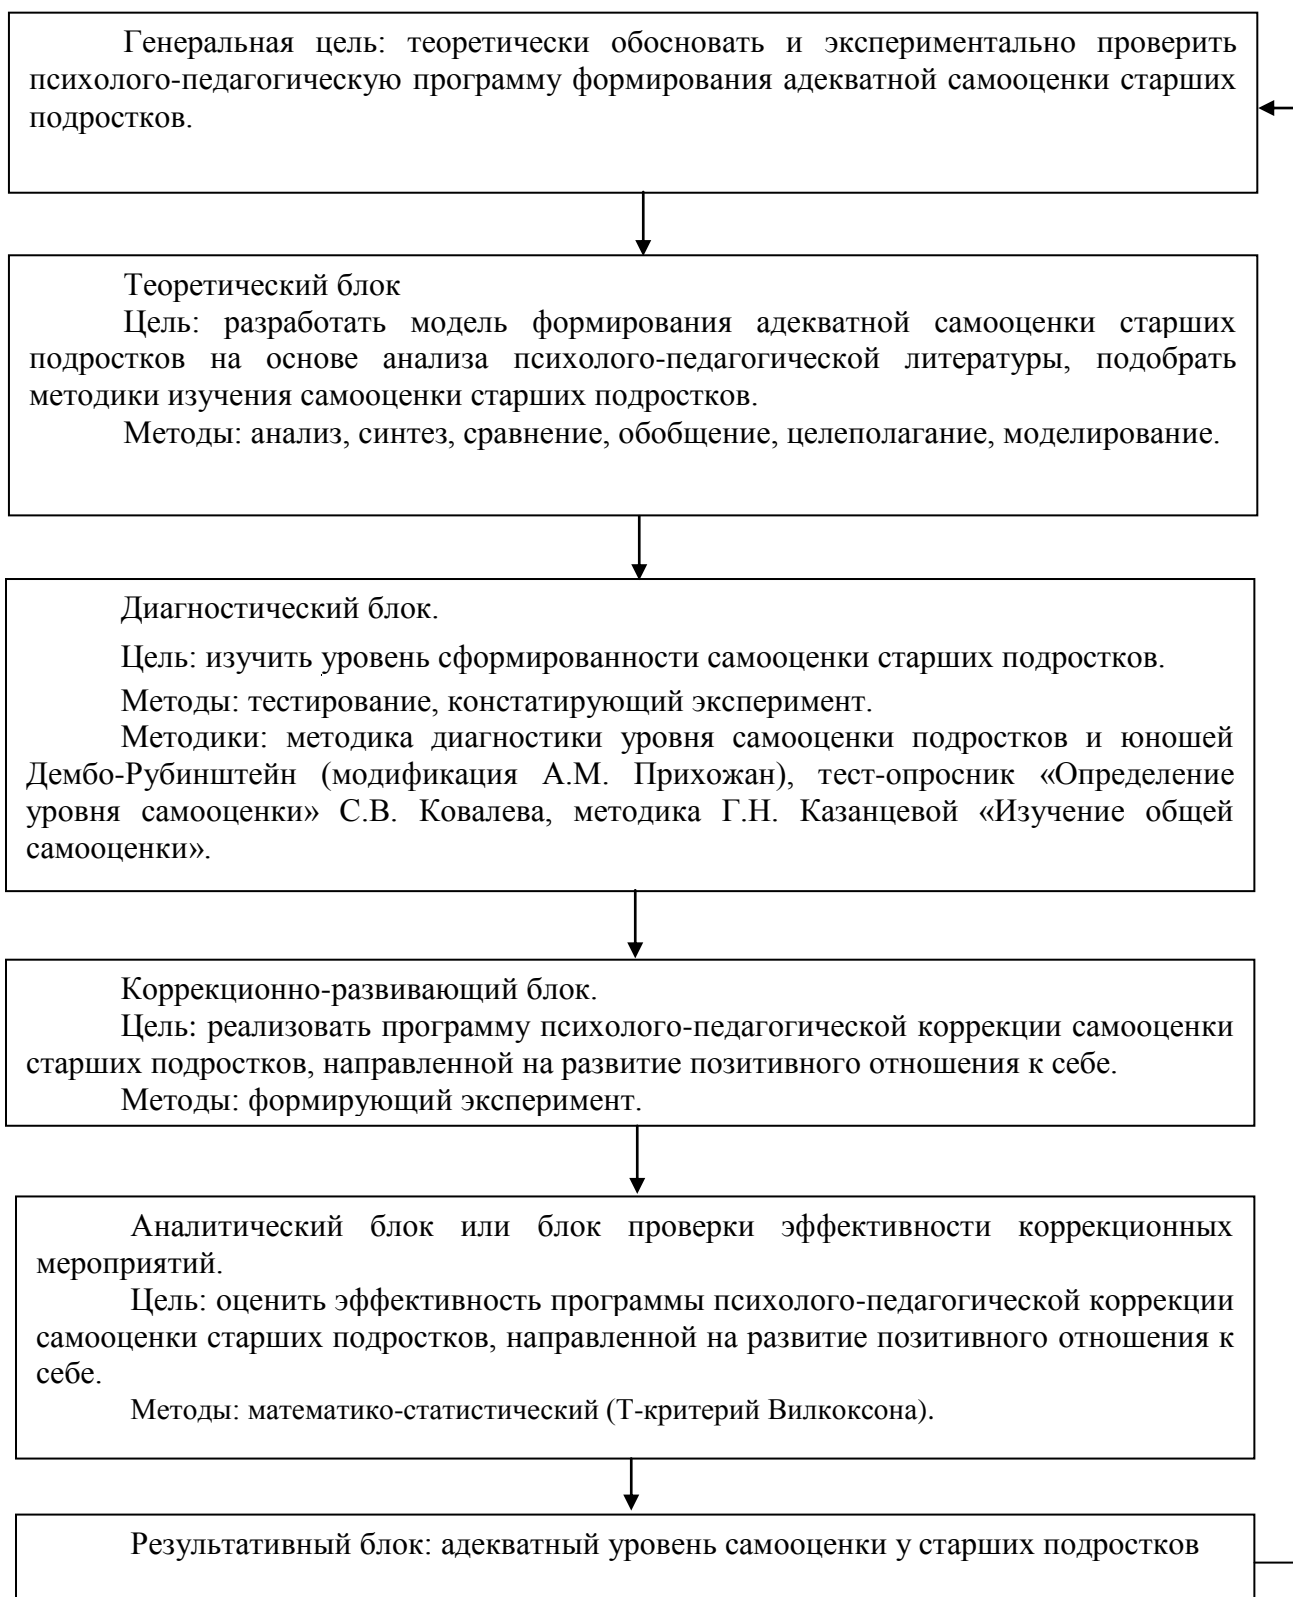 Генеральная цель: теоретически обосновать и экспериментально проверить
психолого-педагогическую программу формирования адекватной самооценки старших
подростков.
Теоретический блок
Цель: разработать модель формирования адекватной самооценки старших
подростков на основе анализа психолого-педагогической литературы, подобрать
методики изучения самооценки старших подростков.
Методы: анализ, синтез, сравнение, обобщение, целеполагание, моделирование.
Диагностический блок.
Цель: изучить уровень сформированности самооценки старших подростков.
Методы: тестирование, констатирующий эксперимент.
Методики: методика диагностики уровня самооценки подростков и юношей
Дембо-Рубинштейн (модификация А.М. Прихожан), тест-опросник «Определение
уровня самооценки» С.В. Ковалева, методика Г.Н. Казанцевой «Изучение общей
самооценки».
Коррекционно-развивающий блок.
Цель: реализовать программу психолого-педагогической коррекции самооценки
старших подростков, направленной на развитие позитивного отношения к себе.
Методы: формирующий эксперимент.
Аналитический блок или блок проверки эффективности коррекционных
мероприятий.
Цель: оценить эффективность программы психолого-педагогической коррекции
самооценки старших подростков, направленной на развитие позитивного отношения к
себе.
Методы: математико-статистический (Т-критерий Вилкоксона).
Результативный блок: адекватный уровень самооценки у старших подростков